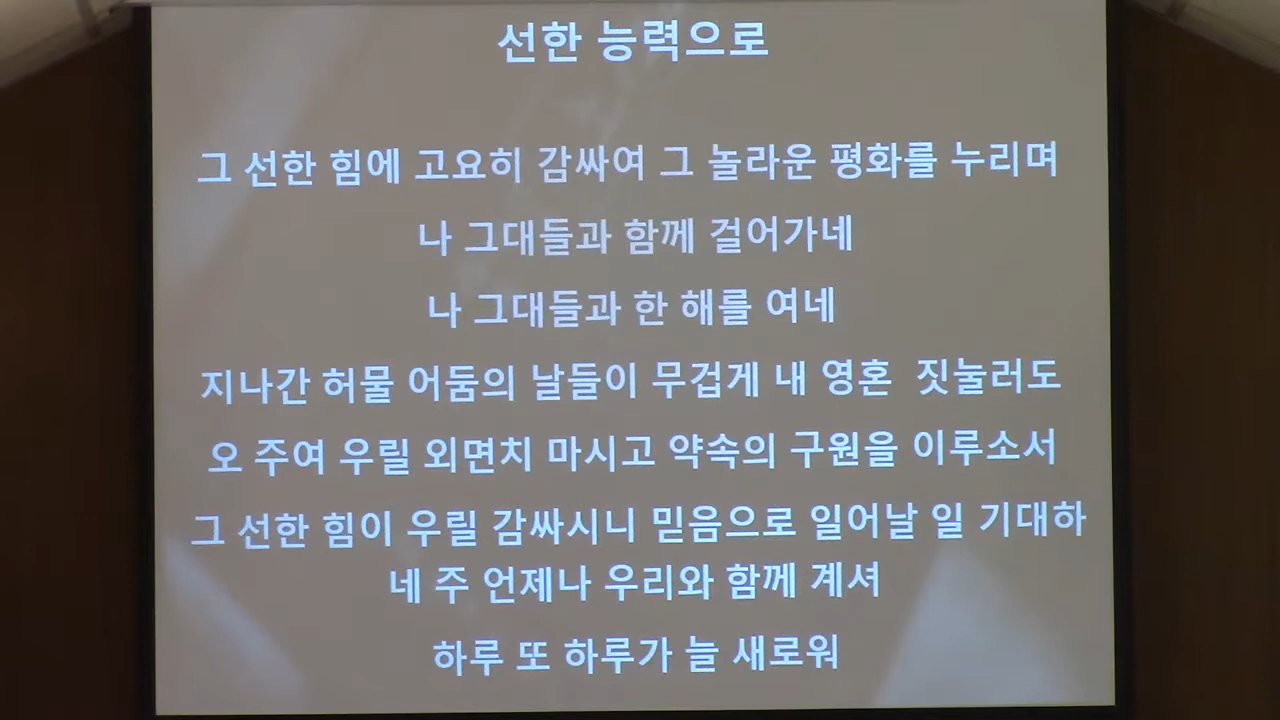 선한 능력으로
그 선한 힘에 고요히 감싸여 그 놀라운 평화를 누리며
나 그대들과 함께 걸어가네
나 그대들과 한 해를 여네
지나간 허물 어둠의 날들이 무겁게 내 영혼 짓눌러도
오 주여 우릴 외면치 마시고 약속의 구원을 이루소서
그 선한 힘이 우릴 감싸시니 믿음으로 일어날 일 기대하
네 주 언제나 우리와 함께 계셔
하루 또 하루가 늘 새로워